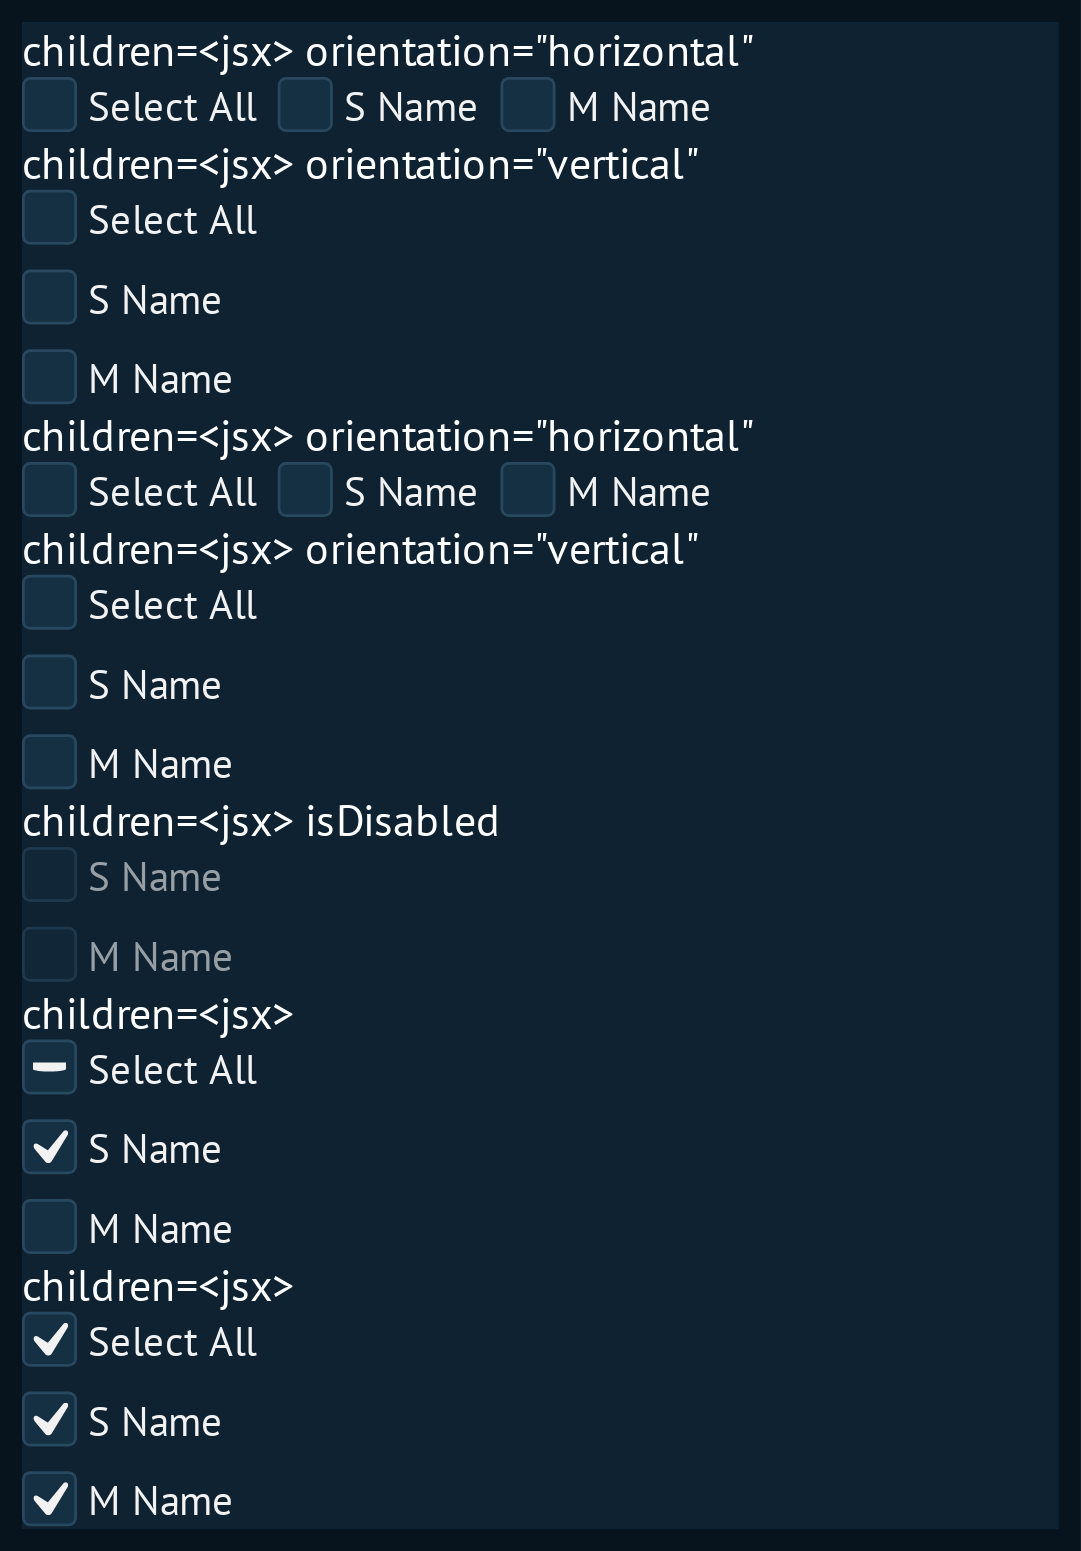 children=<jsx> orientation="horizontal"
Select All S Name M Name
children=<jsx> orientation="vertical"
Select All
S Name
M Name
children=<jsx> orientation="horizontal"
Select All S Name M Name
children=<jsx> orientation="vertical"
Select All
S Name
M Name
children=<jsx> isDisabled
S Name
M Name
children=<jsx>
Select All
S Name
M Name
children=<jsx>
Select All
S Name
M Name